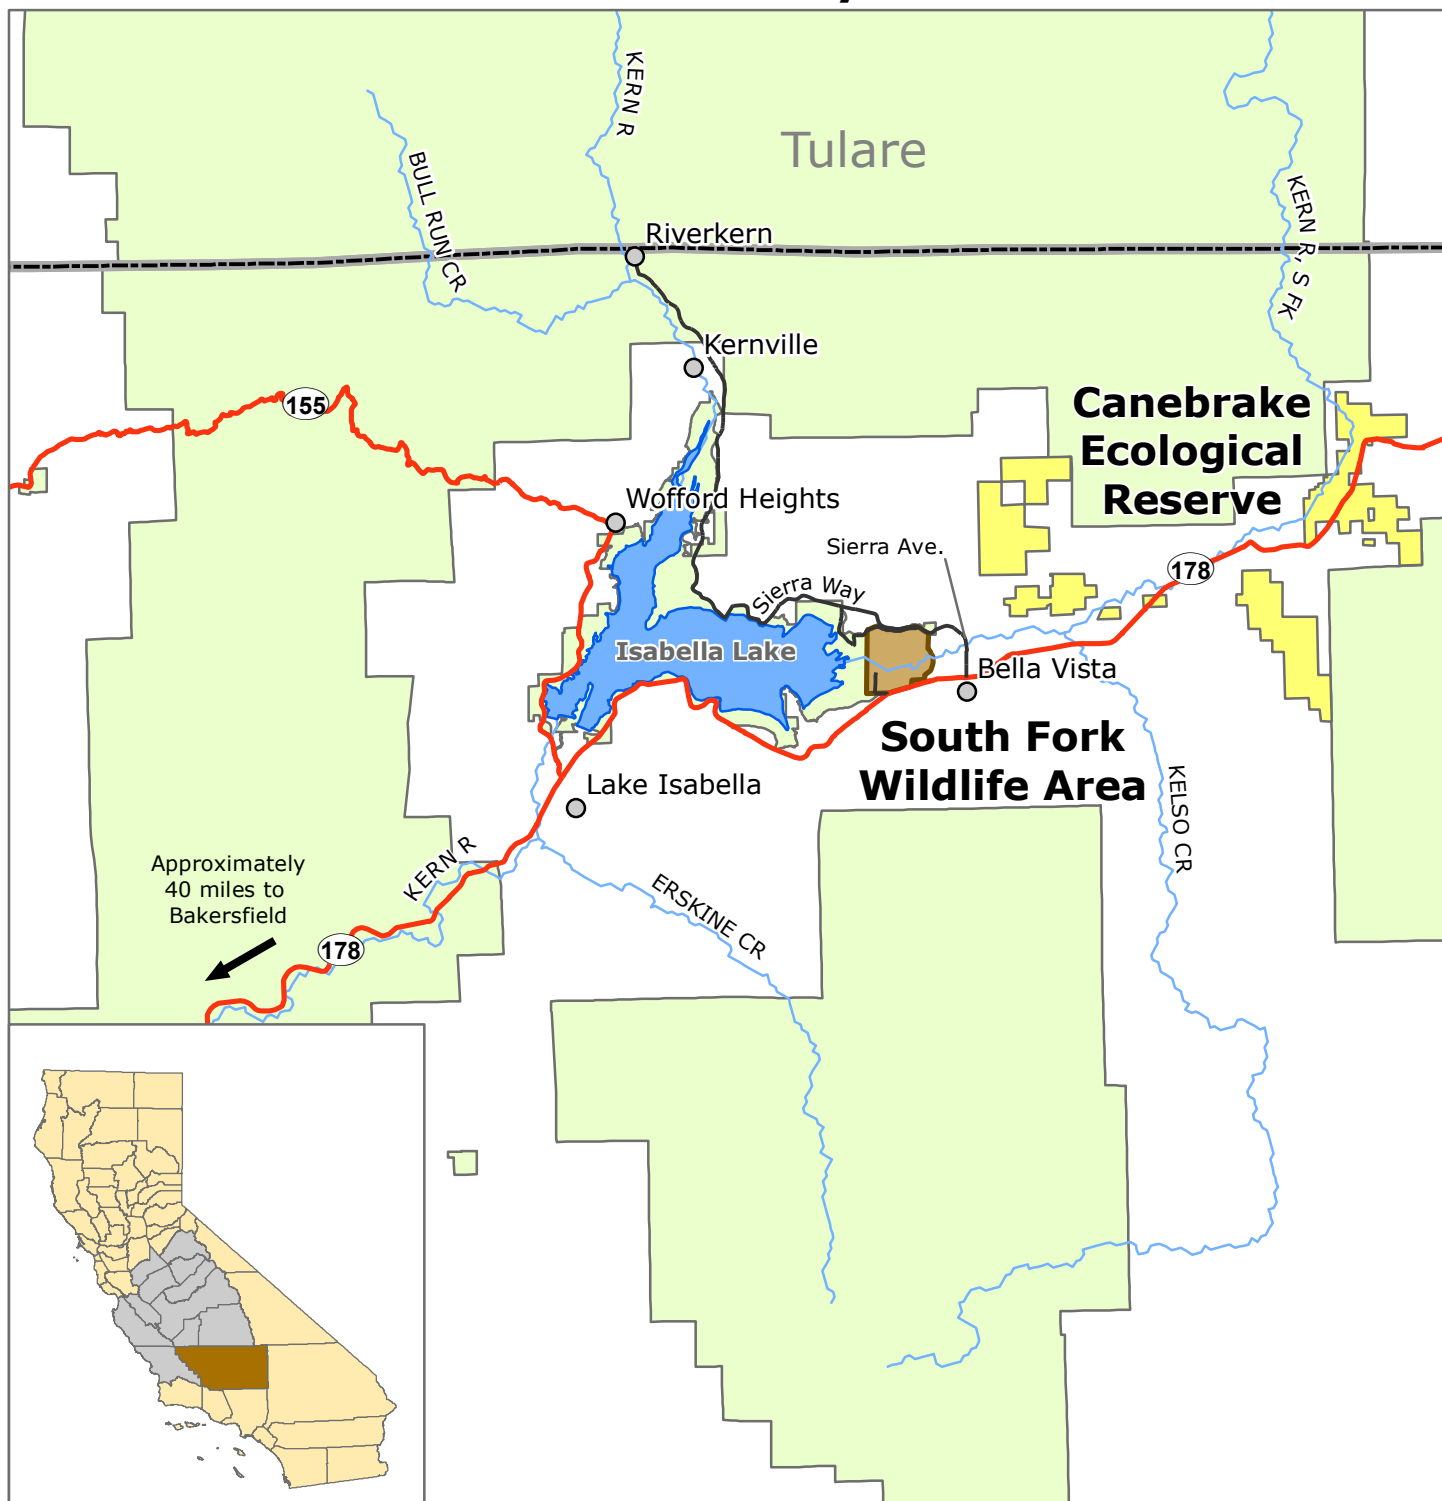 KERN R
Tulare
BULL RUN CR
KERN R, S FK
Riverkern
Kernville
155
Canebrake
Ecological
Reserve
Wofford Heights
Sierra Ave.
178
Sierra Way
Isabella Lake
Bella Vista
South Fork
Wildlife Area
Lake Isabella
KELSO CR
Approximately
40 miles to
Bakersfield
KERN R
ERSKINE CR
178